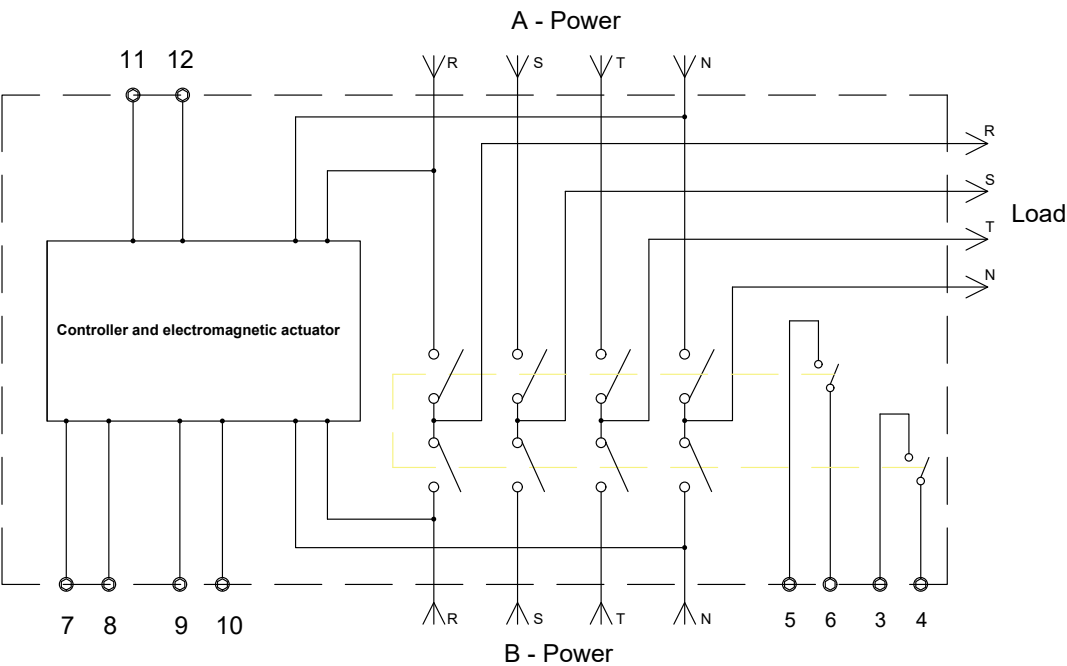 A - Power
11 12
R S T N
R
S
Load
T
N
Controller and electromagnetic actuator
7 8 9 10
R S T N
5 6 3 4
B - Power